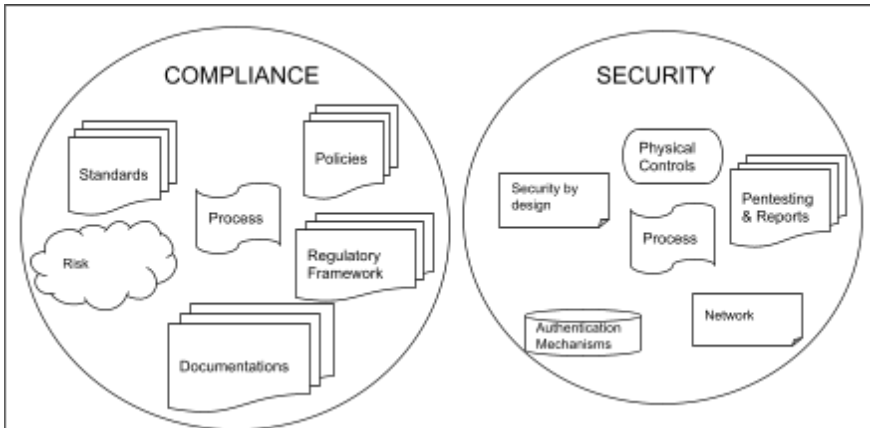 COMPLIANCE
Standards
Policies
Process
Risk
Regulatory
Framework
Documentations
SECURITY
Physical
Controls
Security by
design
Pentesting
& Reports
Process
Network
Authentication
Mechanisms